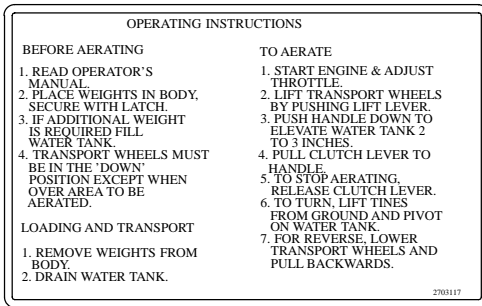 OPERATING INSTRUCTIONS
BEFORE AERATING
1. READ OPERATOR'S
MANUAL.
2. PLACE WEIGHTS IN BODY,
SECURE WITH LATCH.
3. IF ADDITIONAL WEIGHT
IS REQUIRED FILL
WATER TANK.
4. TRANSPORT WHEELS MUST
BE IN THE 'DOWN'
POSITION EXCEPT WHEN
OVER AREA TO BE
AERATED.
LOADING AND TRANSPORT
1. REMOVE WEIGHTS FROM
BODY.
2. DRAIN WATER TANK.
TO AERATE
1. START ENGINE & ADJUST
THROTTLE.
2. LIFT TRANSPORT WHEELS
BY PUSHING LIFT LEVER.
3. PUSH HANDLE DOWN TO
ELEVATE WATER TANK 2
TO 3 INCHES.
4. PULL CLUTCH LEVER TO
HANDLE.
5. TO STOP AERATING,
RELEASE CLUTCH LEVER.
6. TO TURN, LIFT TINES
FROM GROUND AND PIVOT
ON WATER TANK.
7. FOR REVERSE, LOWER
TRANSPORT WHEELS AND
PULL BACKWARDS.
2703117